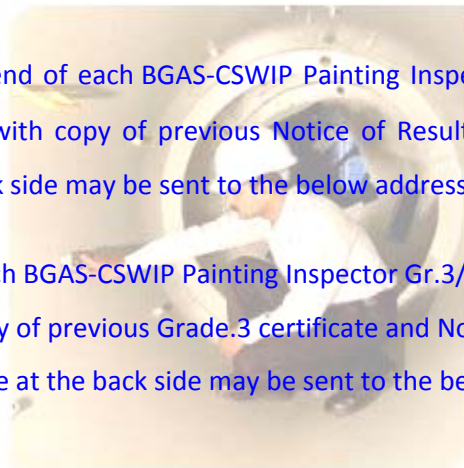 end of each BGAS-CSWIP Painting Inspe
with copy of previous Notice of Result
k side may be sent to the below address
ch BGAS-CSWIP Painting Inspector Gr.3/
y of previous Grade.3 certificate and No
e at the back side may be sent to the be